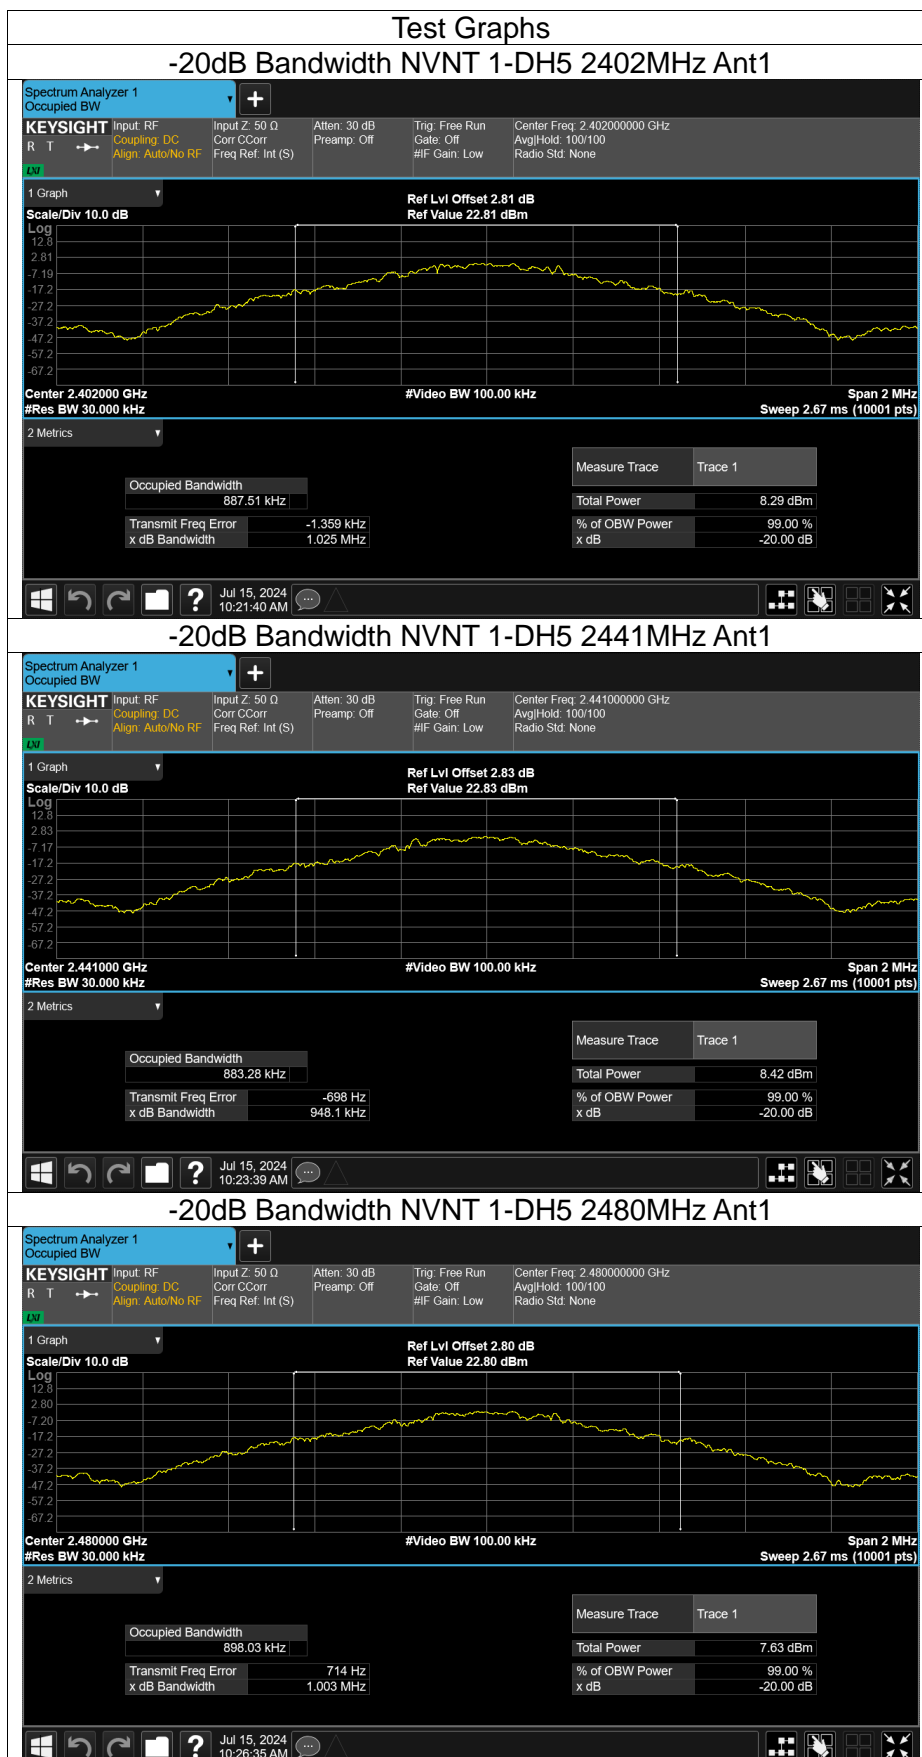 Test Graphs
-20dB Bandwidth NVNT 1-DH5 2402MHz Ant1
Spectrum Analyzer 1
Occupied BW
KEYSIGHT Input: RF Input Z: 50 Ω Atten: 30 dB Trig: Free Run Center Freq: 2.402000000 GHz
R T Coupling: DC Corr CCorr Preamp: Off Gate: Off Avg|Hold: 100/100
Align: Auto/No RF Freq Ref: Int (S) #IF Gain: Low Radio Std: None
LXI
1 Graph
Ref Lvl Offset 2.81 dB
Scale/Div 10.0 dB Ref Value 22.81 dBm
Log
12.8
2.81
-7.19
-17.2
-27.2
-37.2
-47.2
-57.2
-67.2
Center 2.402000 GHz #Video BW 100.00 kHz Span 2 MHz
#Res BW 30.000 kHz Sweep 2.67 ms (10001 pts)
2 Metrics
Measure Trace Trace 1
Occupied Bandwidth
887.51 kHz Total Power 8.29 dBm
Transmit Freq Error -1.359 kHz % of OBW Power 99.00 %
x dB Bandwidth 1.025 MHz x dB -20.00 dB
? Jul 15, 2024
10:21:40 AM
-20dB Bandwidth NVNT 1-DH5 2441MHz Ant1
Spectrum Analyzer 1
Occupied BW
KEYSIGHT Input: RF Input Z: 50 Ω Atten: 30 dB Trig: Free Run Center Freq: 2.441000000 GHz
R T Coupling: DC Corr CCorr Preamp: Off Gate: Off Avg|Hold: 100/100
Align: Auto/No RF Freq Ref: Int (S) #IF Gain: Low Radio Std: None
LXI
1 Graph
Ref Lvl Offset 2.83 dB
Scale/Div 10.0 dB Ref Value 22.83 dBm
Log
12.8
2.83
-7.17
-17.2
-27.2
-37.2
-47.2
-57.2
-67.2
Center 2.441000 GHz #Video BW 100.00 kHz Span 2 MHz
#Res BW 30.000 kHz Sweep 2.67 ms (10001 pts)
2 Metrics
Measure Trace Trace 1
Occupied Bandwidth
883.28 kHz Total Power 8.42 dBm
Transmit Freq Error -698 Hz % of OBW Power 99.00 %
x dB Bandwidth 948.1 kHz x dB -20.00 dB
? Jul 15, 2024
10:23:39 AM
-20dB Bandwidth NVNT 1-DH5 2480MHz Ant1
Spectrum Analyzer 1
Occupied BW
KEYSIGHT Input: RF Input Z: 50 Ω Atten: 30 dB Trig: Free Run Center Freq: 2.480000000 GHz
R T Coupling: DC Corr CCorr Preamp: Off Gate: Off Avg|Hold: 100/100
Align: Auto/No RF Freq Ref: Int (S) #IF Gain: Low Radio Std: None
LXI
1 Graph
Ref Lvl Offset 2.80 dB
Scale/Div 10.0 dB Ref Value 22.80 dBm
Log
12.8
2.80
-7.20
-17.2
-27.2
-37.2
-47.2
-57.2
-67.2
Center 2.480000 GHz #Video BW 100.00 kHz Span 2 MHz
#Res BW 30.000 kHz Sweep 2.67 ms (10001 pts)
2 Metrics
Measure Trace Trace 1
Occupied Bandwidth
898.03 kHz Total Power 7.63 dBm
Transmit Freq Error 714 Hz % of OBW Power 99.00 %
x dB Bandwidth 1.003 MHz x dB -20.00 dB
? Jul 15, 2024
10:26:35 AM